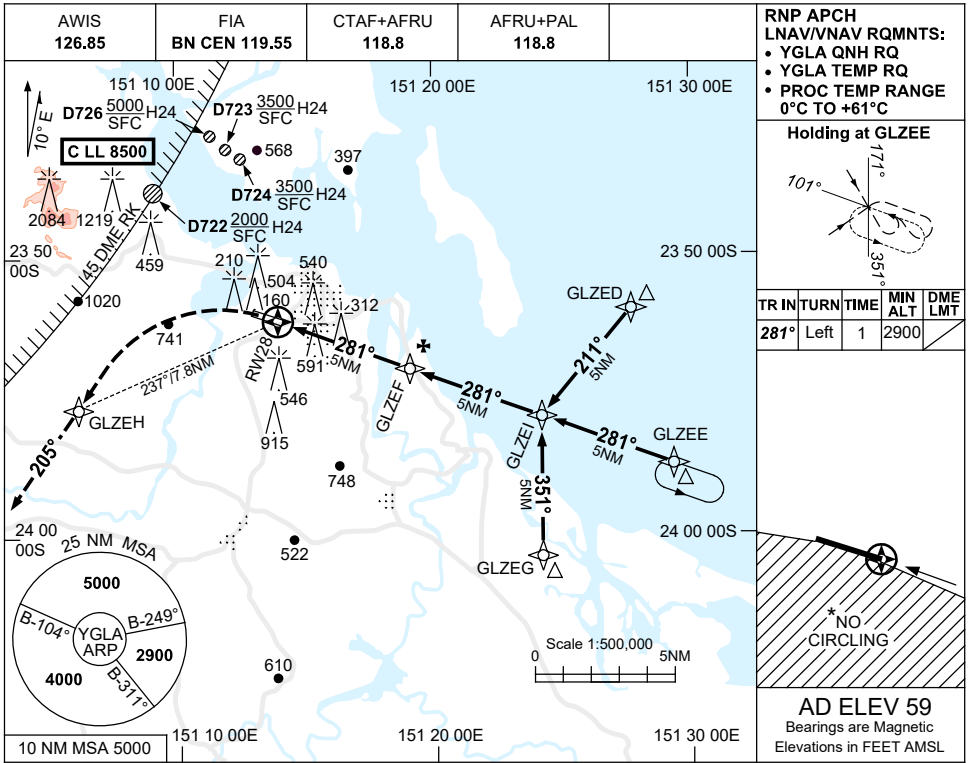 AWIS
126.85
FIA
BN CEN 119.55
CTAF+AFRU
118.8
AFRU+PAL
118.8
RNP APCH
LNAV/VNAV RQMNTS:
• YGLA QNH RQ
• YGLA TEMP RQ
• PROC TEMP RANGE
0°C TO +61°C
Holding at GLZEE
171°
101°
351°
TR IN TURN TIME MIN ALT DME LMT
281° Left 1 2900
151 10 00E
151 20 00E
151 30 00E
10° E
D726 5000 SFC H24
D723 3500 SFC H24
C LL 8500
568
397
D724 3500 SFC H24
2084
1219
D722 2000 SFC H24
45 DME RK
459
23 50
00S
23 50 00S
210
540
504
160
312
1020
741
GLZED
RW28
591
281°
5NM
211°
5NM
237°/7.8NM
GLZEF
281°
5NM
546
GLZEH
915
GLZEI
281°
5NM
GLZEE
205°
748
351°
5NM
24 00
00S
24 00 00S
522
GLZEG
25 NM MSA
5000
B-104°
B-249°
YGLA
ARP
2900
4000
B-311°
610
Scale 1:500,000
0 5NM
*NO
CIRCLING
10 NM MSA 5000
151 10 00E
151 20 00E
151 30 00E
AD ELEV 59
Bearings are Magnetic
Elevations in FEET AMSL